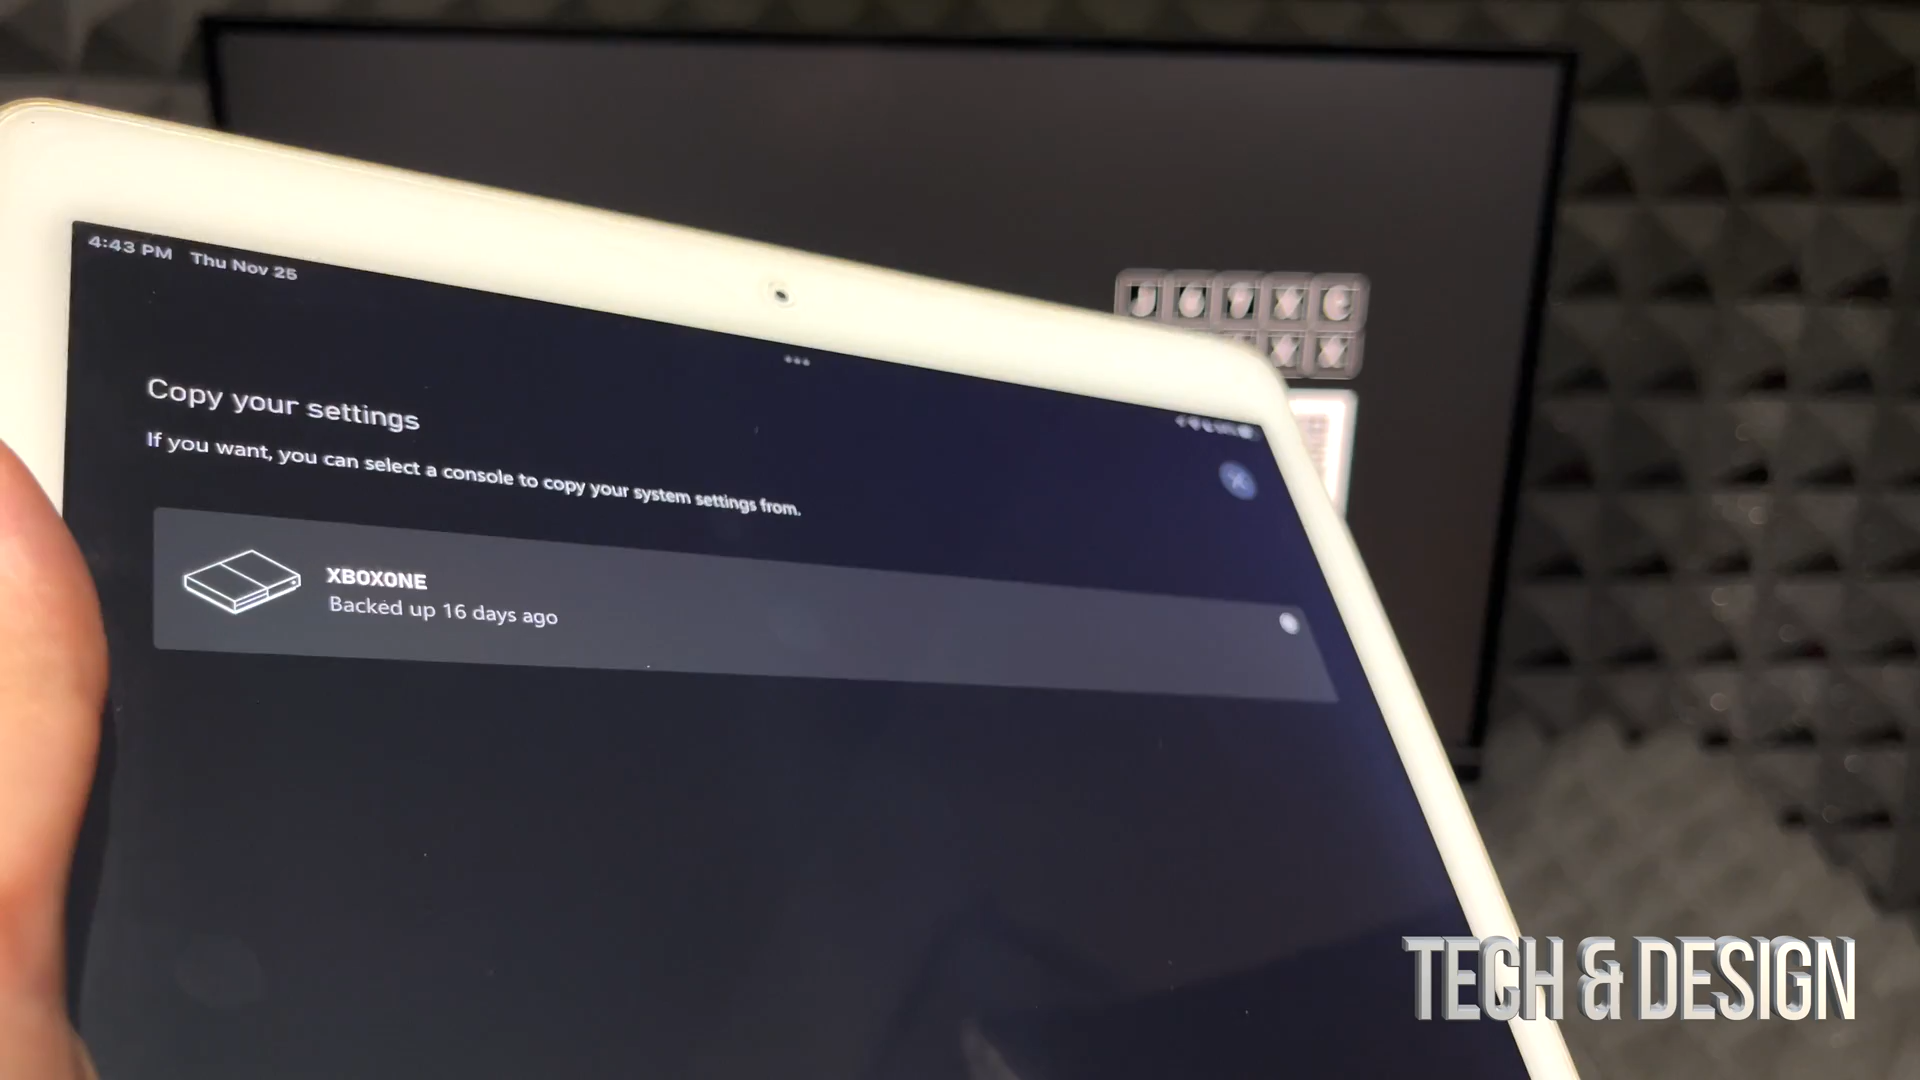 4:43 PM Thu Nov 25
Copy your settings
If you want, you can select a console to copy your system settings from.
XBOXONE
Backed up 16 days ago
TECH & DESIGN